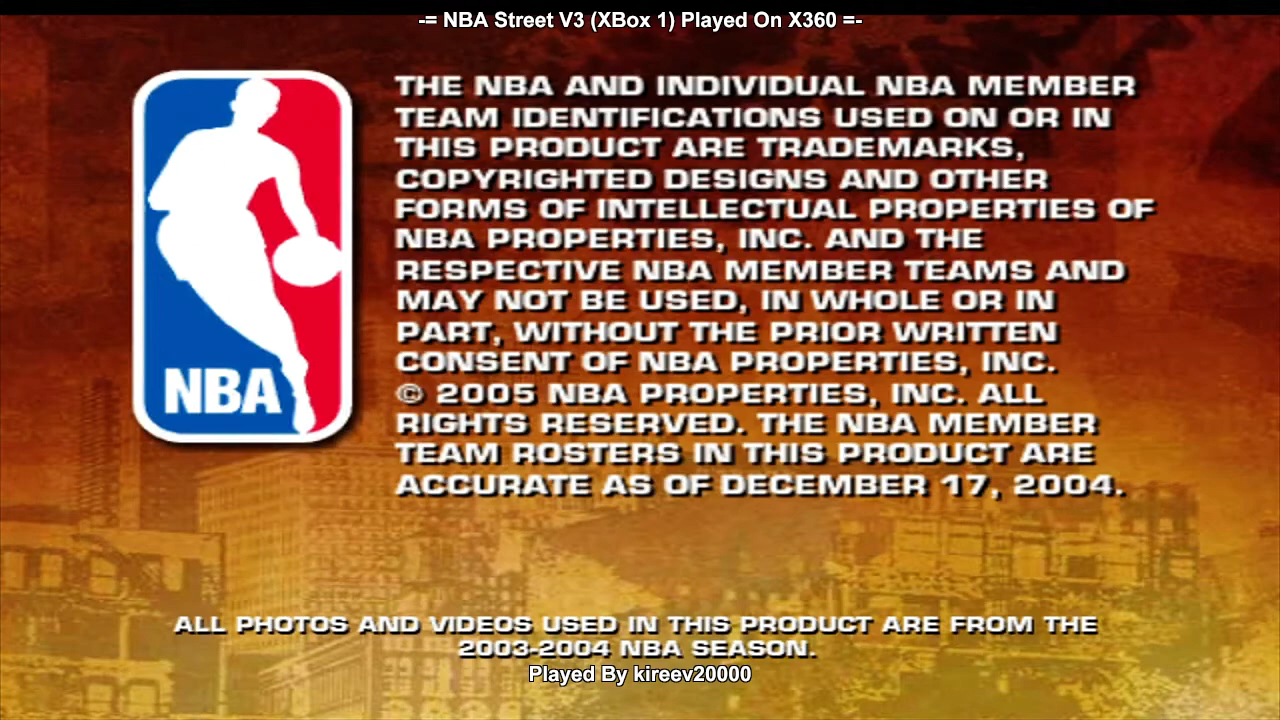 -= NBA Street V3 (XBox 1) Played On X360 =-
THE NBA AND INDIVIDUAL NBA MEMBER
TEAM IDENTIFICATIONS USED ON OR IN
THIS PRODUCT ARE TRADEMARKS,
COPYRIGHTED DESIGNS AND OTHER
FORMS OF INTELLECTUAL PROPERTIES OF
NBA PROPERTIES, INC. AND THE
RESPECTIVE NBA MEMBER TEAMS AND
MAY NOT BE USED, IN WHOLE OR IN
PART, WITHOUT THE PRIOR WRITTEN
CONSENT OF NBA PROPERTIES, INC.
© 2005 NBA PROPERTIES, INC. ALL
RIGHTS RESERVED. THE NBA MEMBER
TEAM ROSTERS IN THIS PRODUCT ARE
ACCURATE AS OF DECEMBER 17, 2004.
NBA
ALL PHOTOS AND VIDEOS USED IN THIS PRODUCT ARE FROM THE
2003-2004 NBA SEASON.
Played By kireev20000